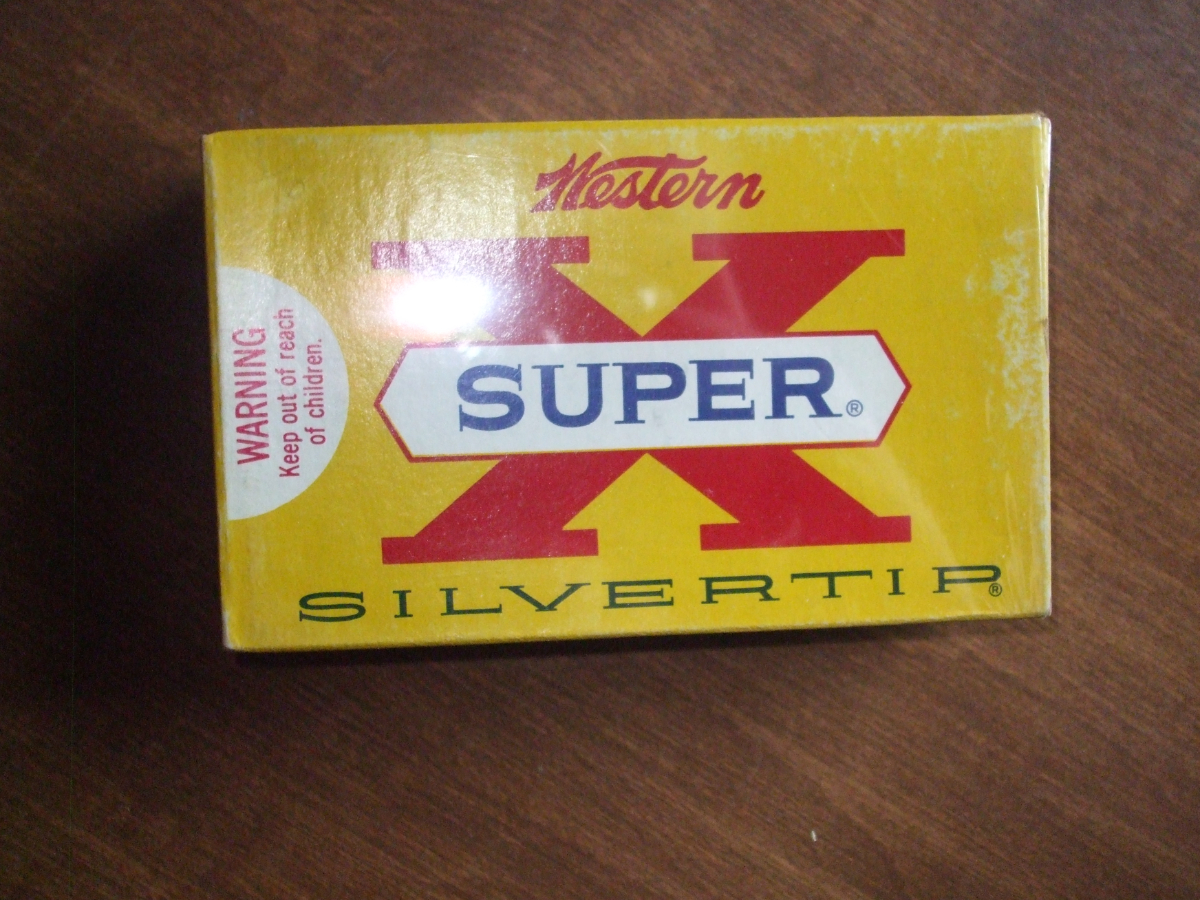 Western
X
SUPER®
SILVERTIP®
WARNING
Keep out of reach
of children.